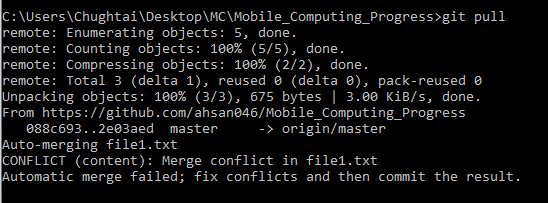 C:\Users\Chughtai\Desktop\MC\Mobile_Computing_Progress>git pull
remote: Enumerating objects: 5, done.
remote: Counting objects: 100% (5/5), done.
remote: Compressing objects: 100% (2/2), done.
remote: Total 3 (delta 1), reused 0 (delta 0), pack-reused 0
Unpacking objects: 100% (3/3), 675 bytes | 3.00 KiB/s, done.
From https://github.com/ahsan046/Mobile_Computing_Progress
   088c693..2e03aed  master     -> origin/master
Auto-merging file1.txt
CONFLICT (content): Merge conflict in file1.txt
Automatic merge failed; fix conflicts and then commit the result.